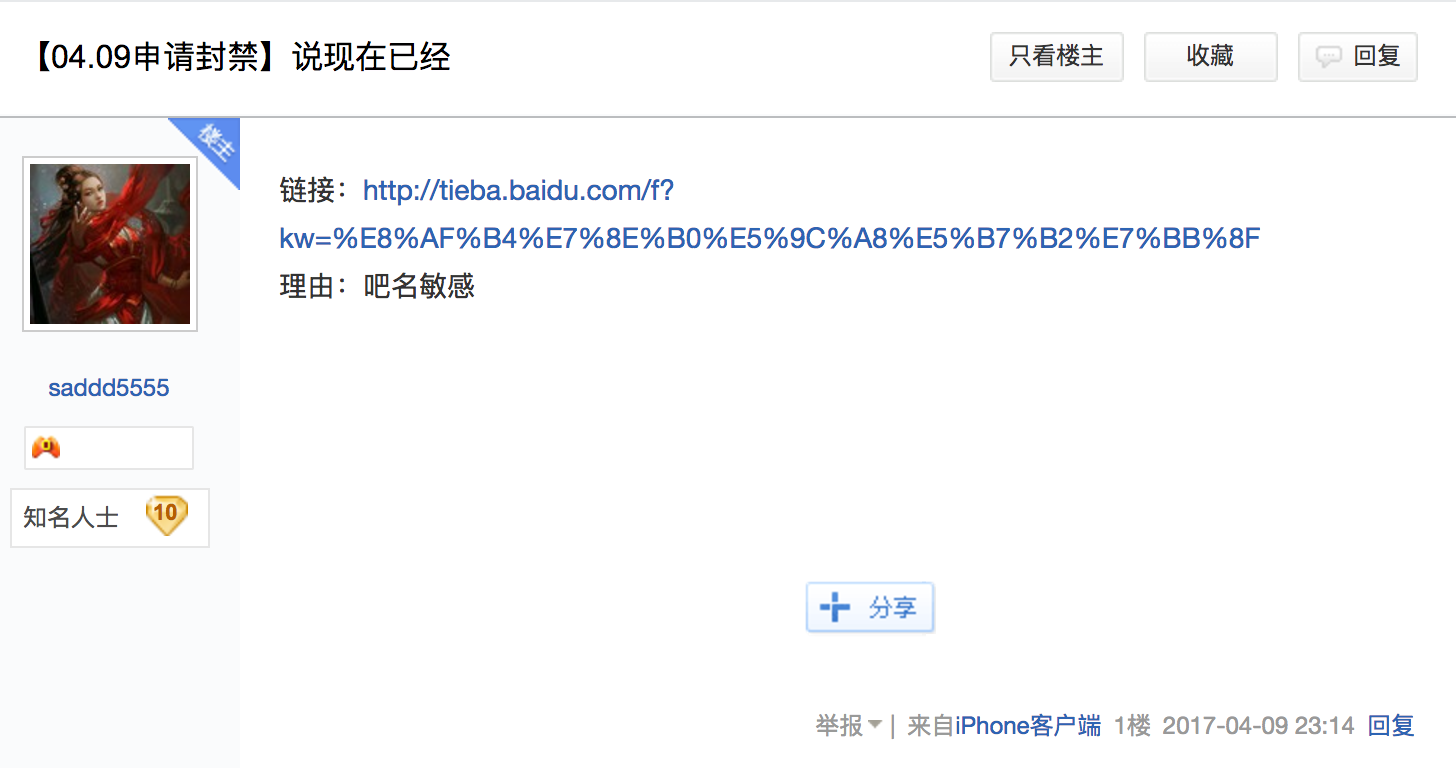 【04.09申请封禁】说现在已经
只看楼主
收藏
回复
楼主
链接：http://tieba.baidu.com/f?
kw=%E8%AF%B4%E7%8E%B0%E5%9C%A8%E5%B7%B2%E7%BB%8F
理由：吧名敏感
saddd5555
知名人士 10
分享
举报 | 来自iPhone客户端 1楼 2017-04-09 23:14 回复